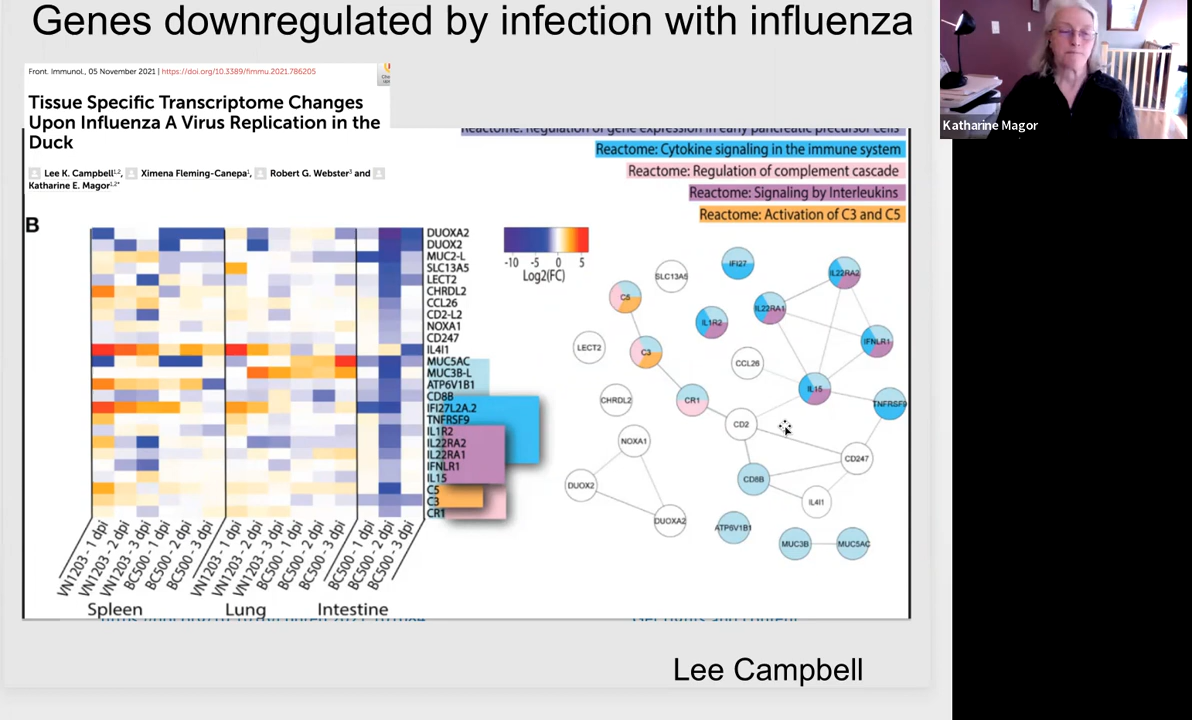 Genes downregulated by infection with influenza
Front. Immunol., 05 November 2021 | https://doi.org/10.3389/fimmu.2021.786205
Tissue Specific Transcriptome Changes
Upon Influenza A Virus Replication in the
Duck
Lee K. Campbell1,2, Ximena Fleming-Canepa1, Robert G. Webster3 and
Katharine E. Magor1,2*
Katharine Magor
Reactome: Regulation of gene expression in early pancreatic precursor cells
Reactome: Cytokine signaling in the immune system
Reactome: Regulation of complement cascade
Reactome: Signaling by Interleukins
Reactome: Activation of C3 and C5
B
DUOXA2
DUOX2
MUC2-L
SLC13A5
LECT2
CHRDL2
CCL26
CD2-L2
NOXA1
CD247
IL4I1
MUC5AC
MUC3B-L
ATP6V1B1
CD8B
IFI27L2A.2
TNFRSF9
IL1R2
IL22RA2
IL22RA1
IFNLR1
IL15
C5
C3
CR1
-10 -5 0 5
Log2(FC)
VN1203 - 1 dpi
VN1203 - 2 dpi
VN1203 - 3 dpi
BC500 - 1 dpi
BC500 - 2 dpi
BC500 - 3 dpi
VN1203 - 1 dpi
VN1203 - 2 dpi
VN1203 - 3 dpi
BC500 - 1 dpi
BC500 - 2 dpi
BC500 - 3 dpi
BC500 - 1 dpi
BC500 - 2 dpi
BC500 - 3 dpi
Spleen
Lung
Intestine
IFI27
SLC13A5
IL22RA2
C5
IL22RA1
IL1R2
IFNLR1
LECT2
C3
CCL26
IL15
CHRDL2
CR1
TNFRSF9
CD2
NOXA1
CD247
CD8B
DUOX2
IL4I1
DUOXA2
ATP6V1B1
MUC3B
MUC5AC
Lee Campbell